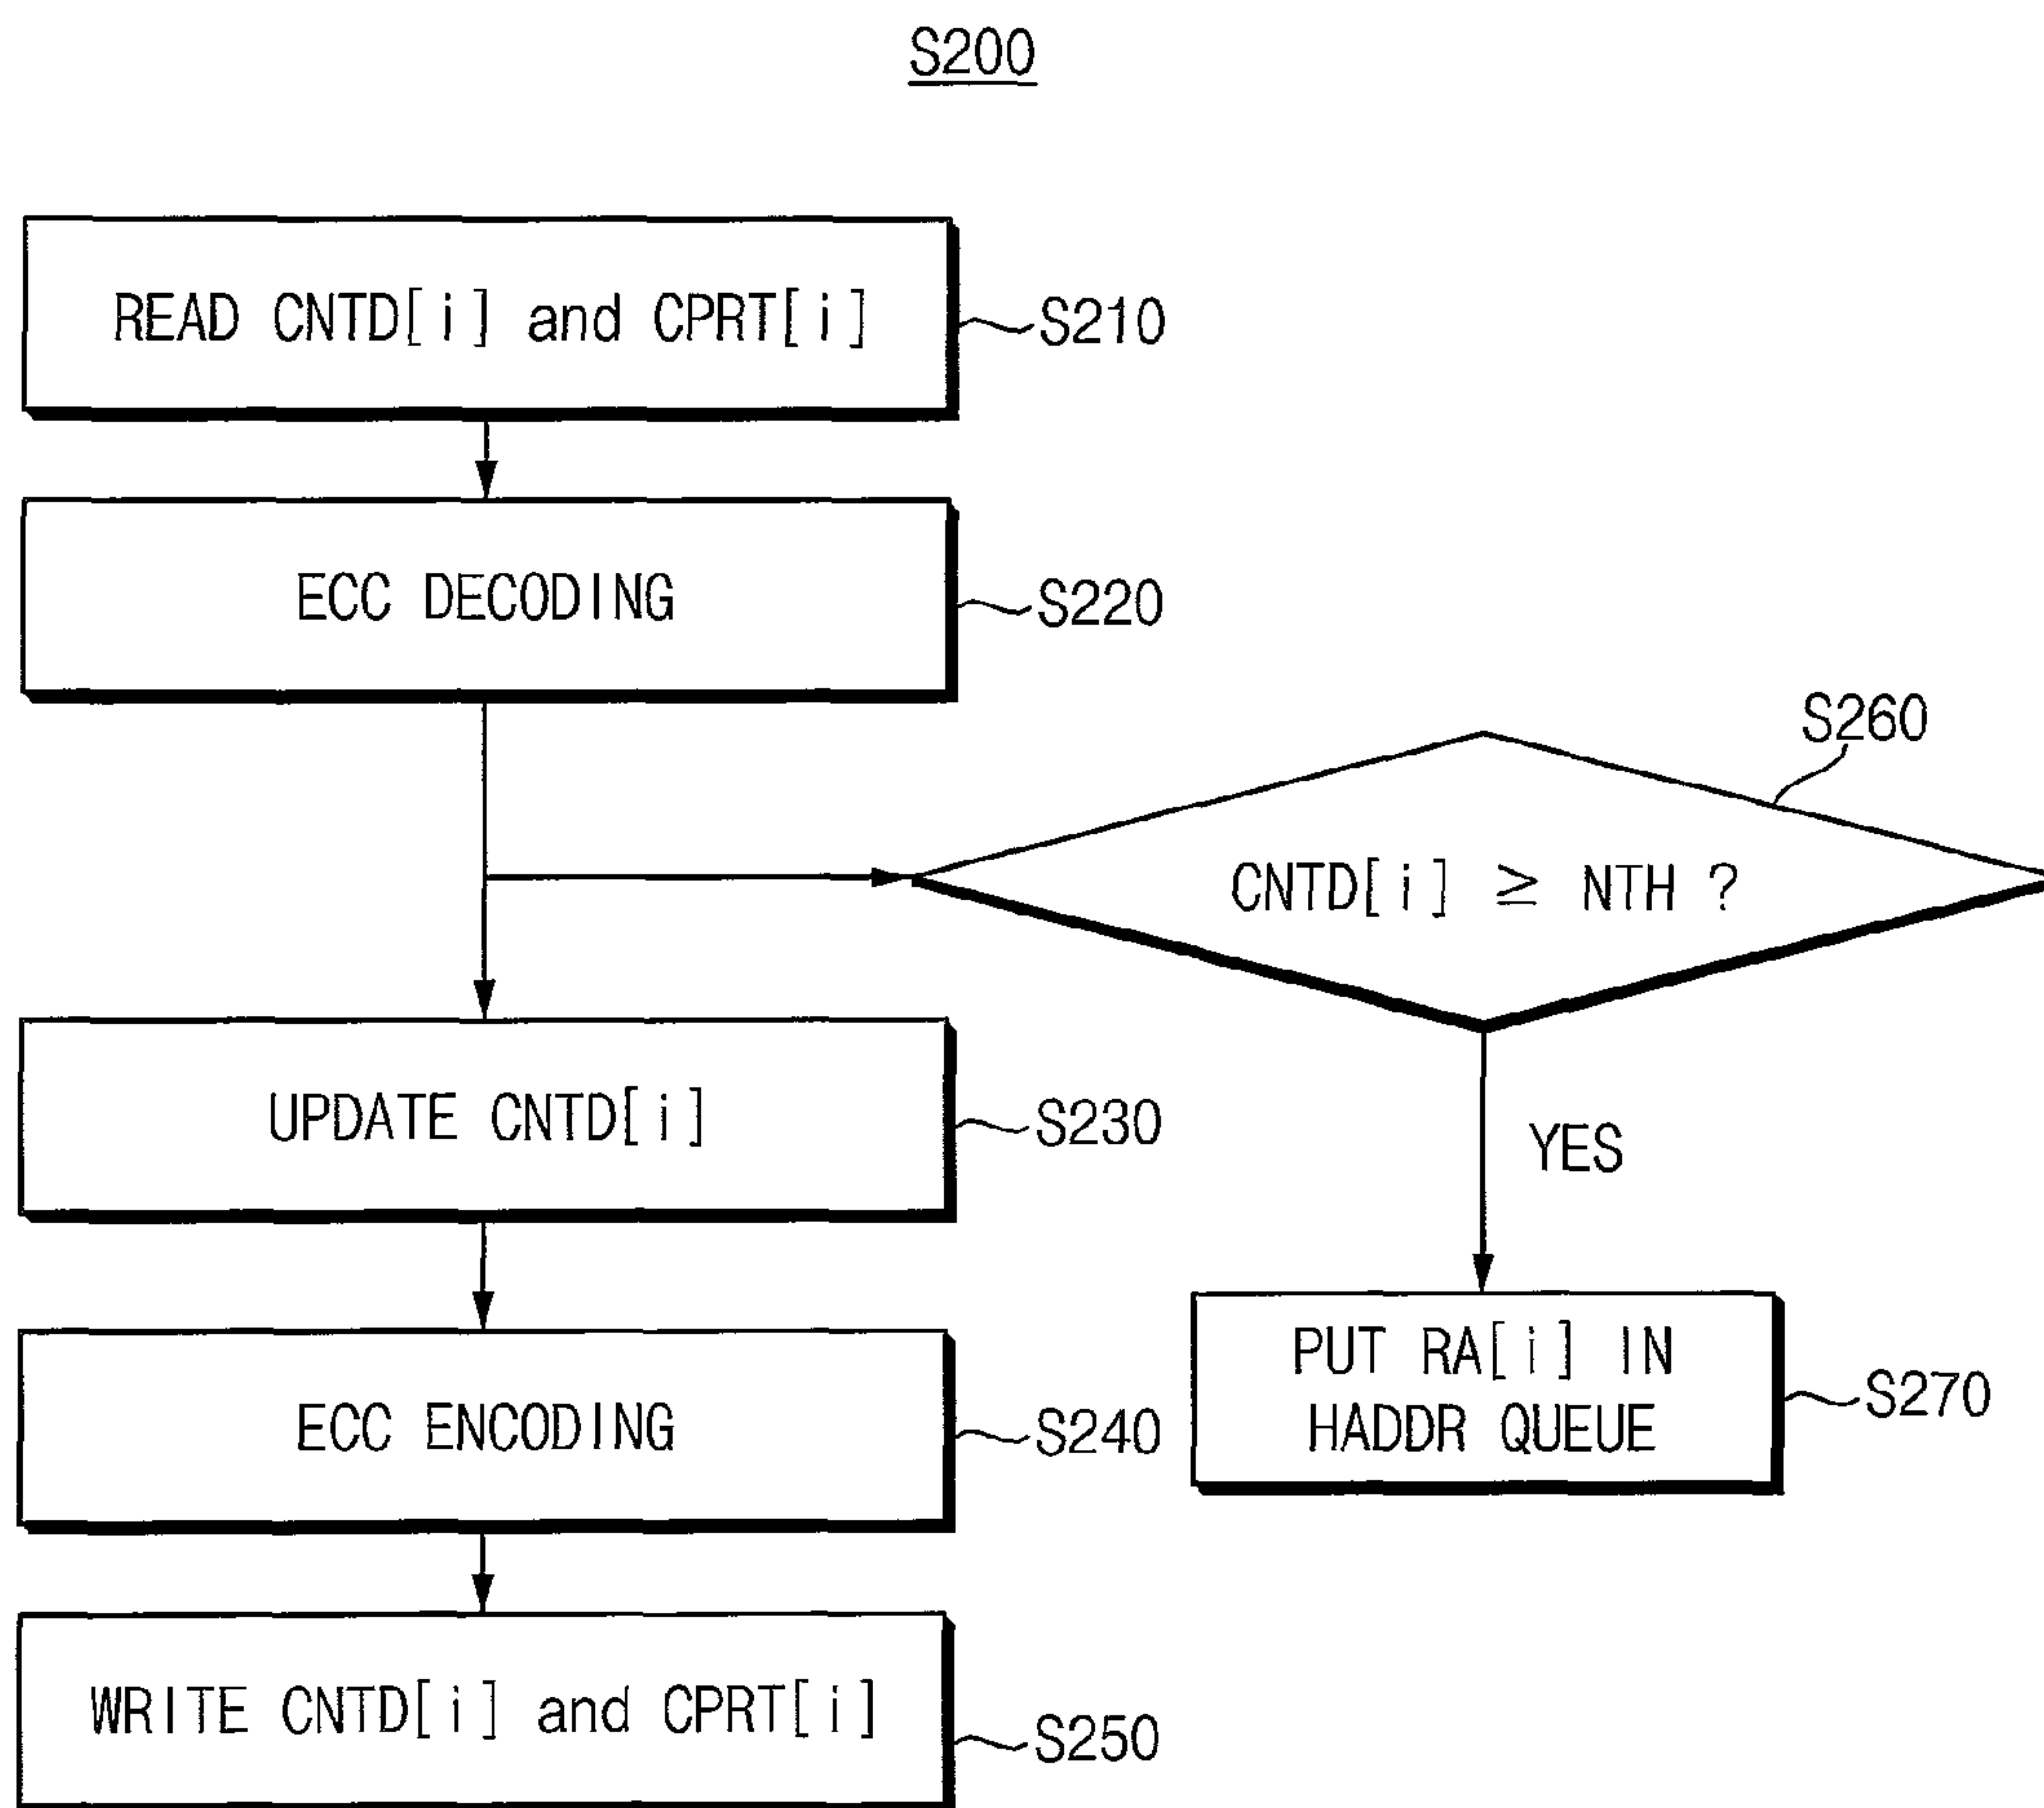 S200
READ CNTD[i] and CPRT[i]
S210
ECC DECODING
S220
S260
CNTD[i] ≥ NTH ?
UPDATE CNTD[i]
S230
YES
ECC ENCODING
S240
PUT RA[i] IN
HADDR QUEUE
S270
WRITE CNTD[i] and CPRT[i]
S250